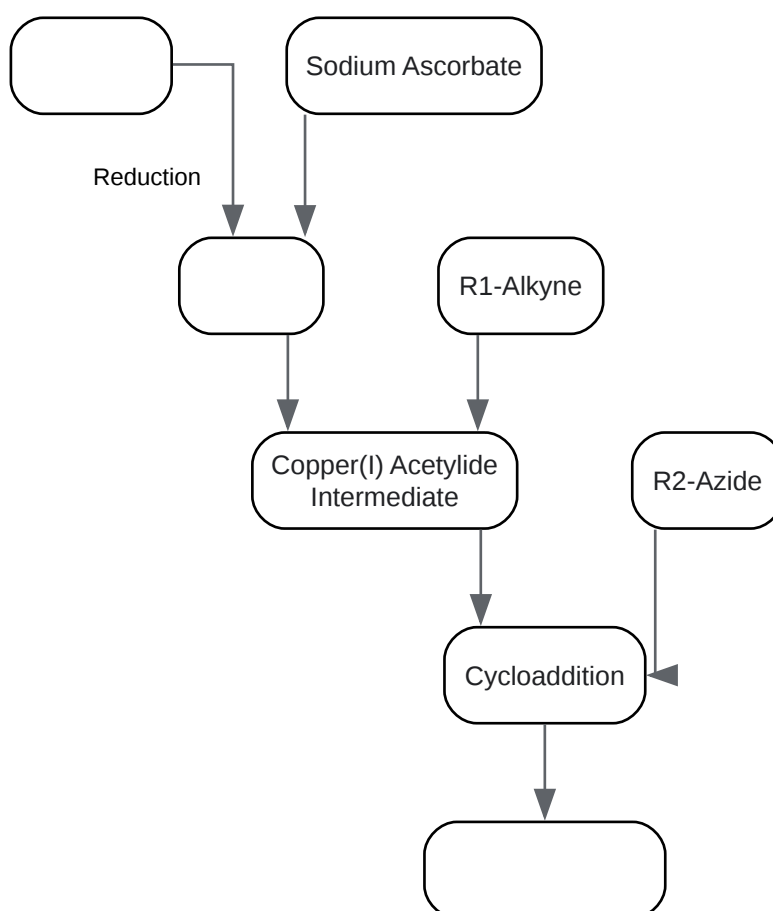 Sodium Ascorbate
Reduction
R1-Alkyne
Copper(I) Acetylide
Intermediate
R2-Azide
Cycloaddition